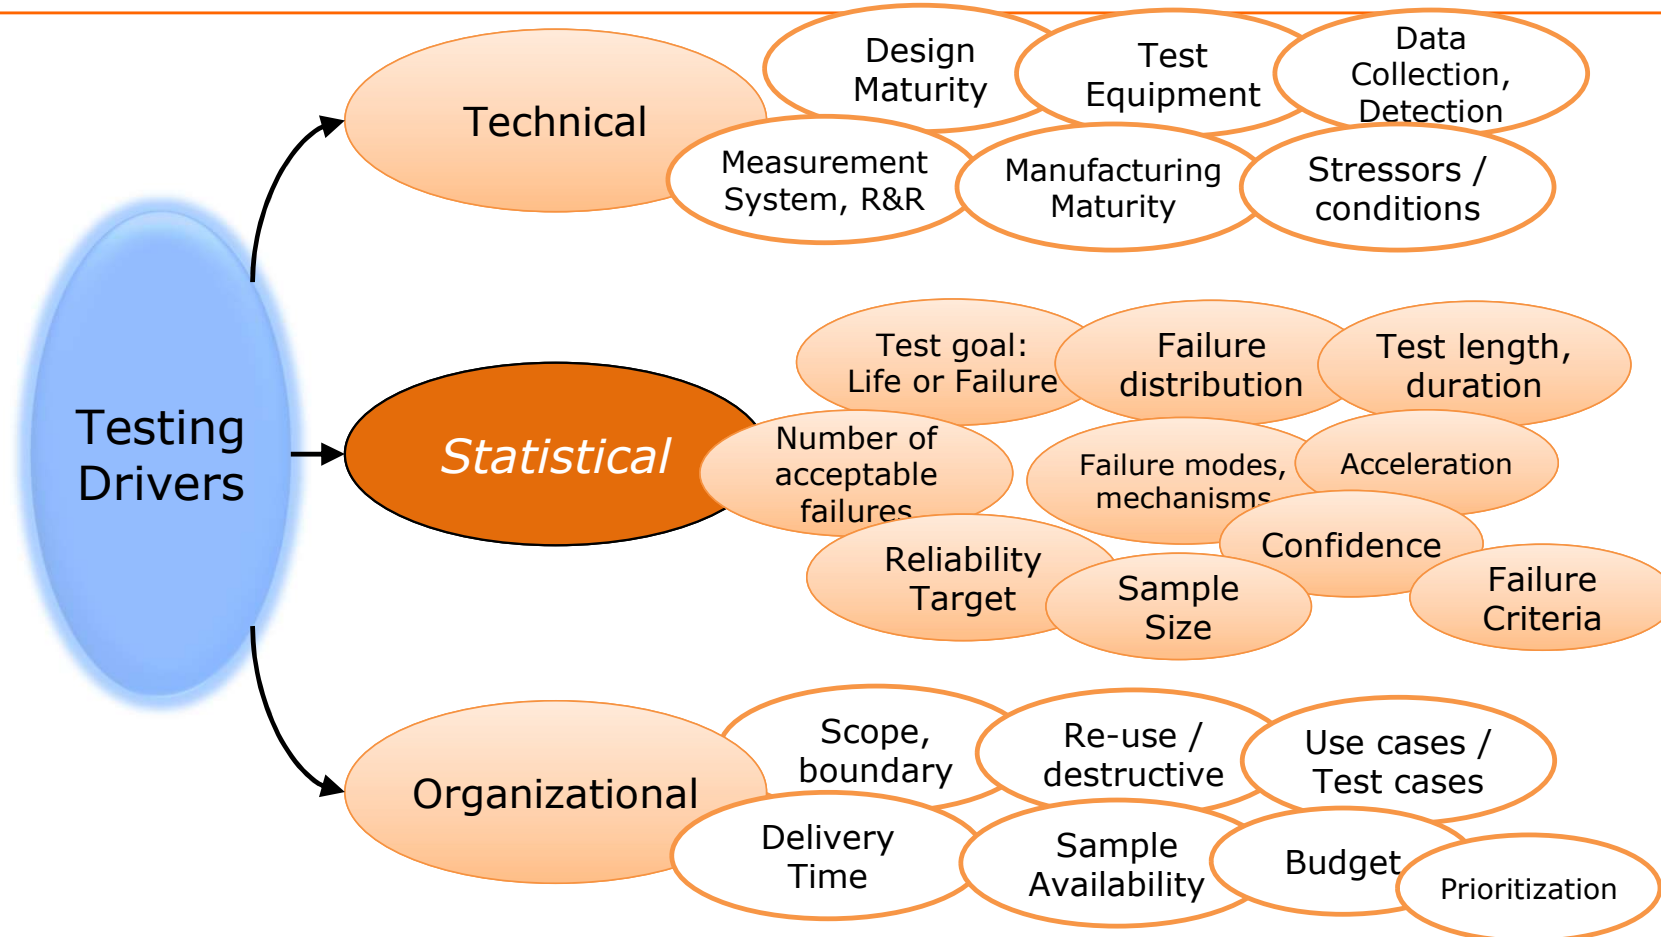 Testing
Drivers
Technical
Design
Maturity
Test
Equipment
Data
Collection,
Detection
Measurement
System, R&R
Manufacturing
Maturity
Stressors /
conditions
Statistical
Test goal:
Life or Failure
Failure
distribution
Test length,
duration
Number of
acceptable
failures
Failure modes,
mechanisms
Acceleration
Reliability
Target
Sample
Size
Confidence
Failure
Criteria
Organizational
Scope,
boundary
Re-use /
destructive
Use cases /
Test cases
Delivery
Time
Sample
Availability
Budget
Prioritization